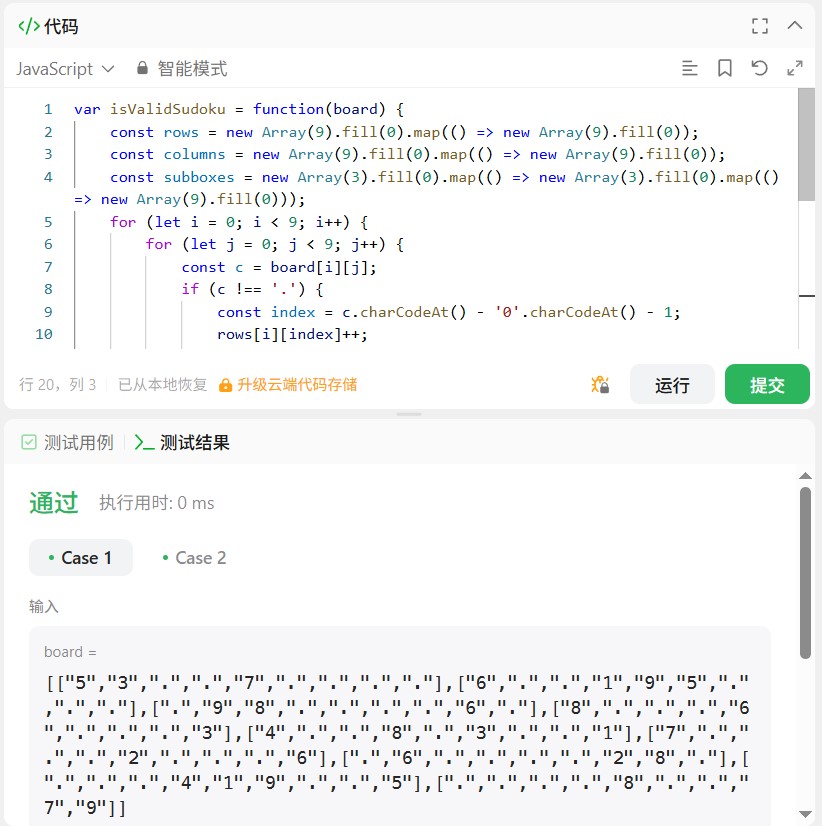 </> 代码
JavaScript 智能模式
1 var isValidSudoku = function(board) {
2 const rows = new Array(9).fill(0).map(() => new Array(9).fill(0));
3 const columns = new Array(9).fill(0).map(() => new Array(9).fill(0));
4 const subboxes = new Array(3).fill(0).map(() => new Array(3).fill(0).map(()
=> new Array(9).fill(0)));
5 for (let i = 0; i < 9; i++) {
6 for (let j = 0; j < 9; j++) {
7 const c = board[i][j];
8 if (c !== '.') {
9 const index = c.charCodeAt() - '0'.charCodeAt() - 1;
10 rows[i][index]++;
行 20，列 3 已从本地恢复 升级云端代码存储 运行 提交
测试用例 测试结果
通过 执行用时: 0 ms
Case 1 Case 2
输入
board =
[["5","3",".",".","7",".",".",".","."],["6",".",".","1","9","5","."
,".","."],[".","9","8",".",".",".",".","6","."],["8",".",".",".","6
",".",".",".","3"],["4",".",".","8",".","3",".",".","1"],["7",".","
.",".","2",".",".",".","6"],[".","6",".",".",".",".","2","8","."],[
".",".",".","4","1","9",".",".","5"],[".",".",".",".","8",".",".","
7","9"]]